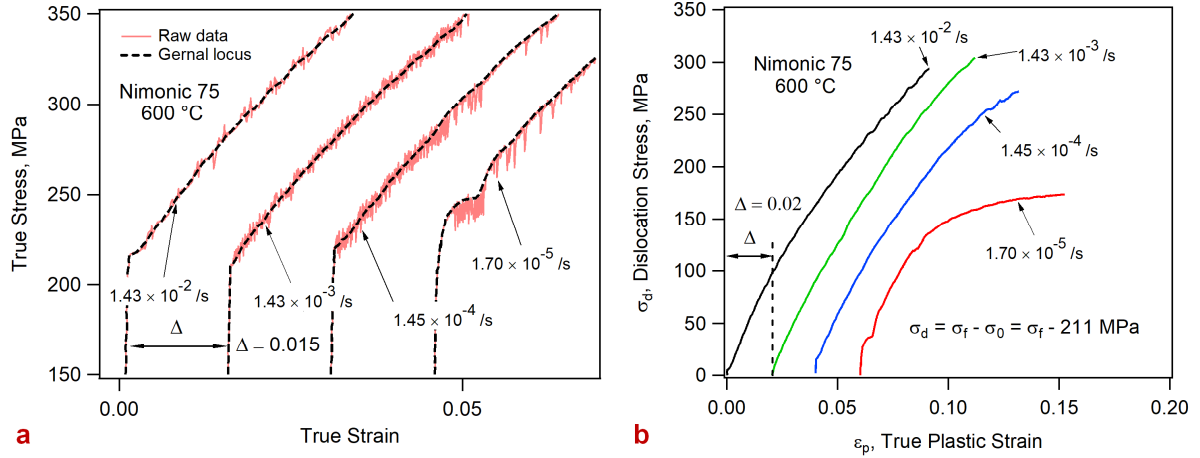 350
300
250
200
150
True Stress, MPa
Raw data
Gernal locus
Nimonic 75
600 °C
1.43 × 10⁻² /s
1.43 × 10⁻³ /s
1.45 × 10⁻⁴ /s
1.70 × 10⁻⁵ /s
Δ
Δ – 0.015
0.00
0.05
True Strain
a
350
300
250
200
150
100
50
0
σd, Dislocation Stress, MPa
Nimonic 75
600 °C
1.43 × 10⁻² /s
1.43 × 10⁻³ /s
1.45 × 10⁻⁴ /s
1.70 × 10⁻⁵ /s
Δ = 0.02
Δ
σd = σf - σ0 = σf - 211 MPa
0.00
0.05
0.10
0.15
0.20
εp, True Plastic Strain
b